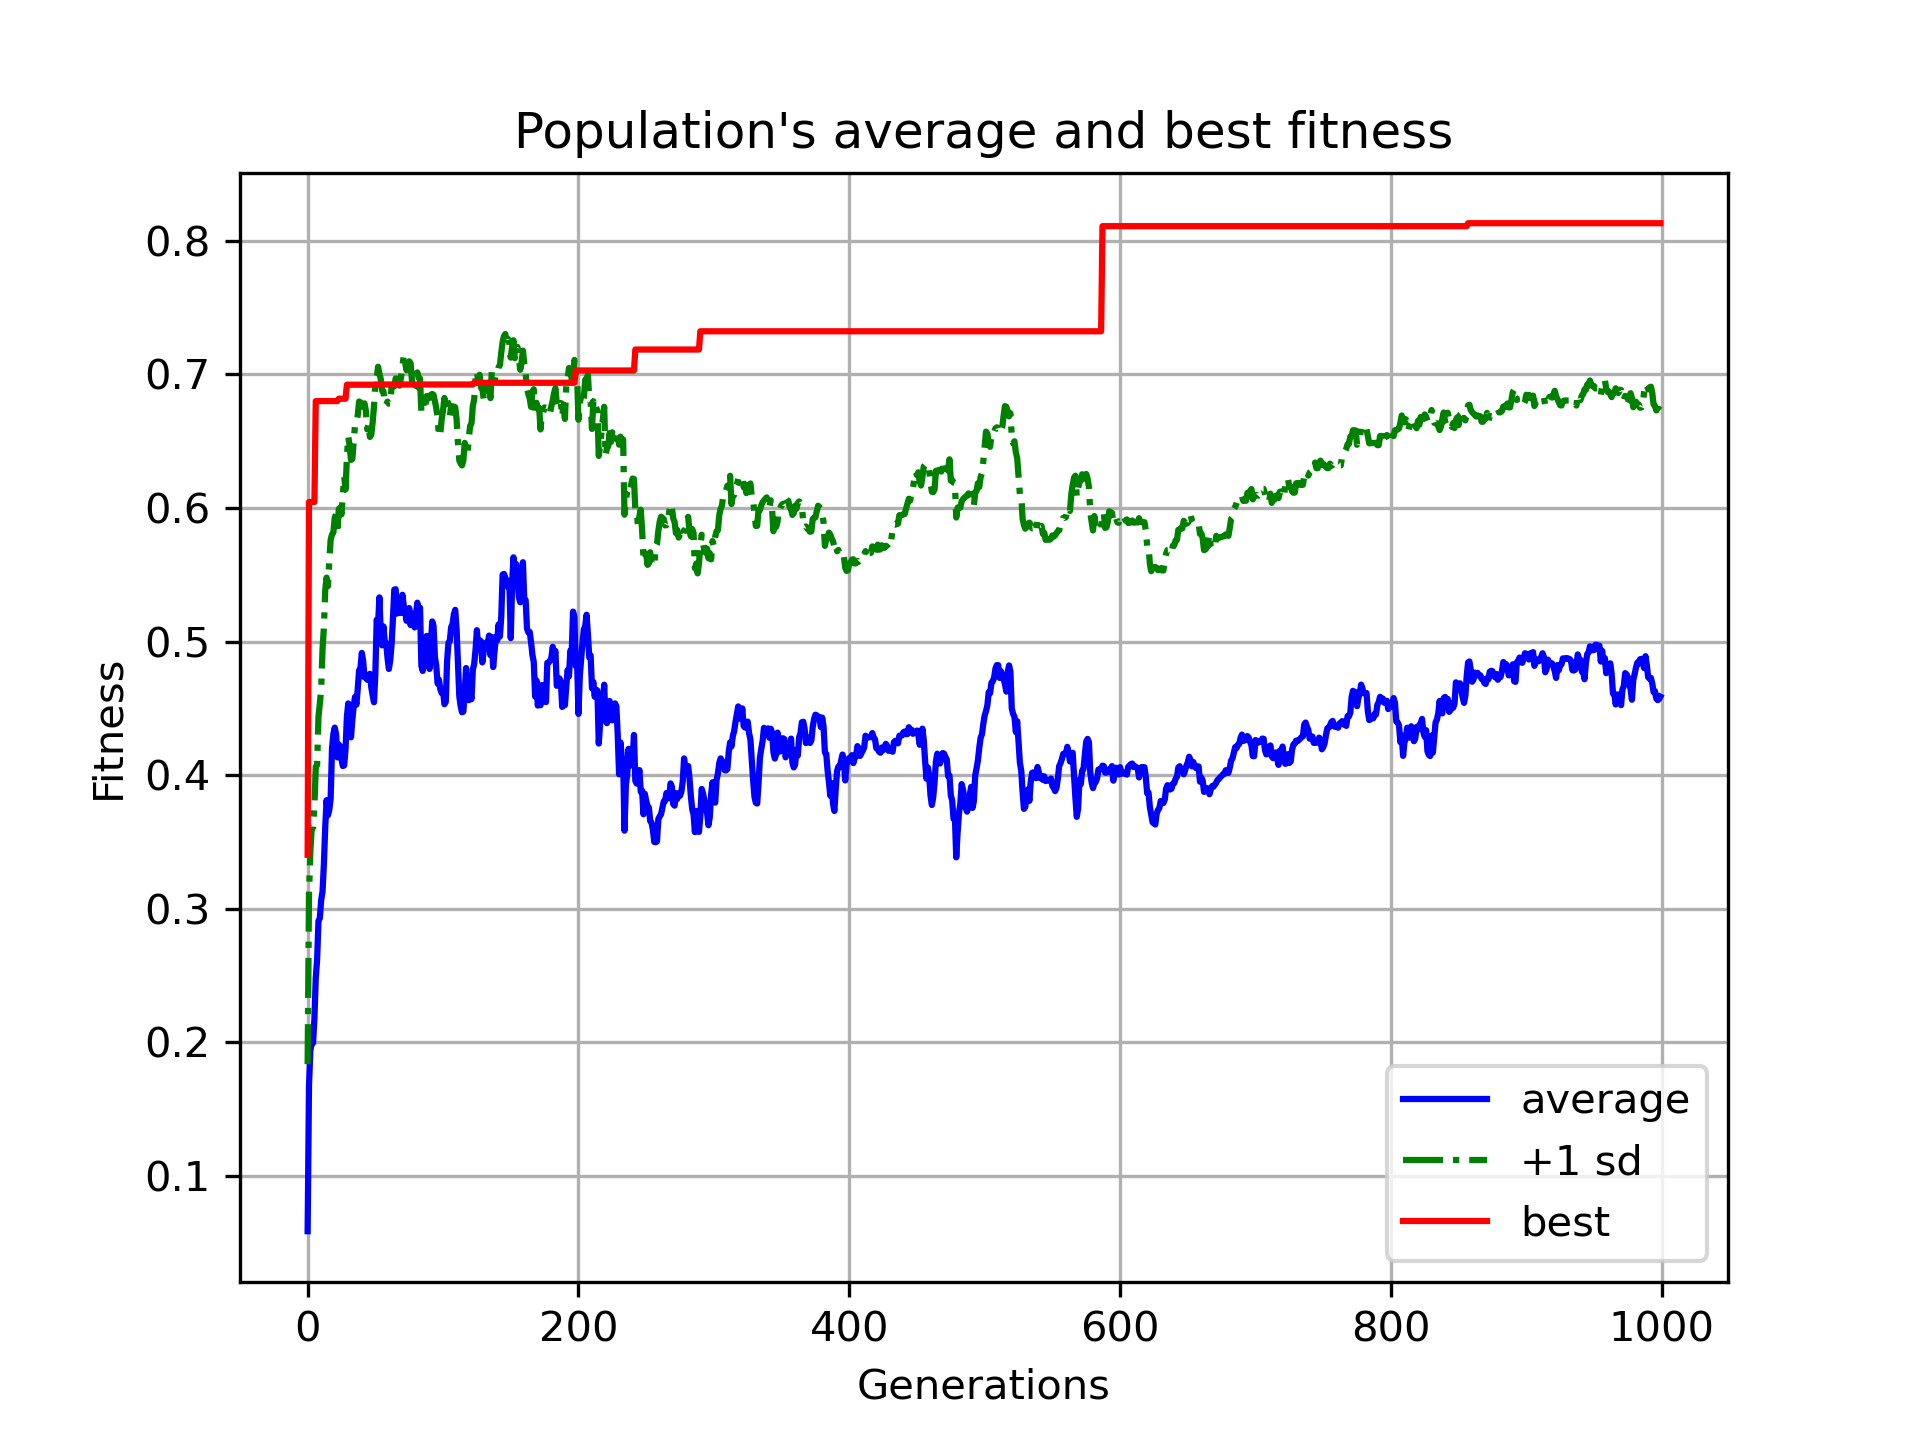 Population's average and best fitness
Fitness
0.8
0.7
0.6
0.5
0.4
0.3
0.2
0.1
average
+1 sd
best
0 200 400 600 800 1000
Generations